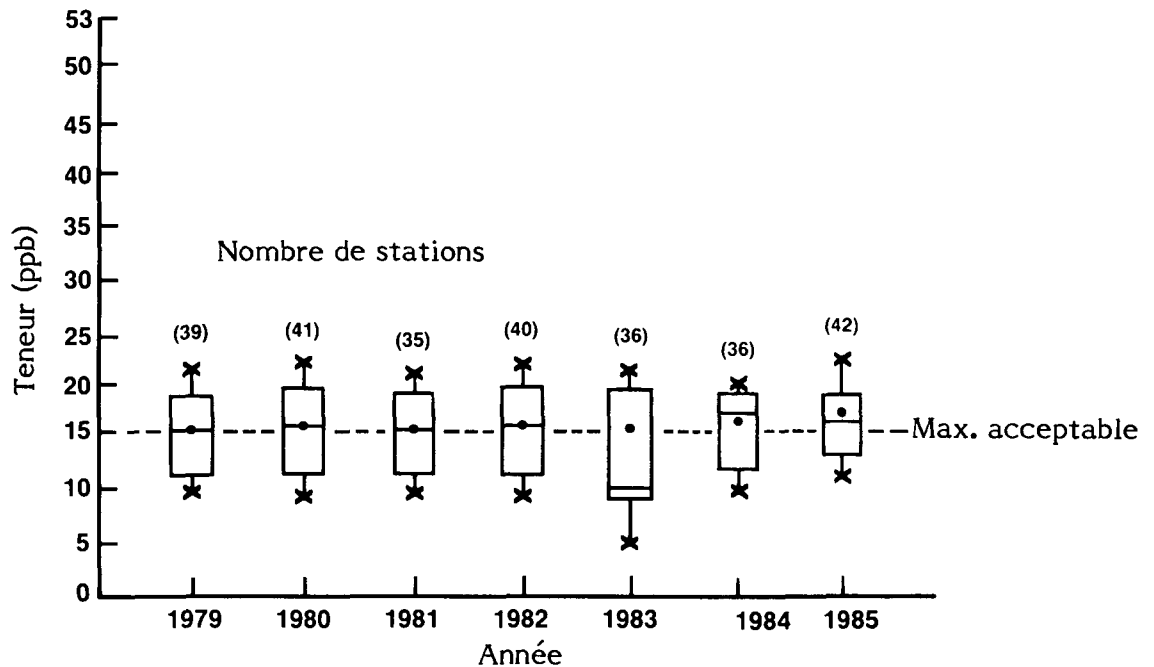 53
50
45
40
35
30
25
20
15
10
5
0
Teneur (ppb)
Nombre de stations
(39) (41) (35) (40) (36) (36) (42)
Max. acceptable
1979 1980 1981 1982 1983 1984 1985
Année